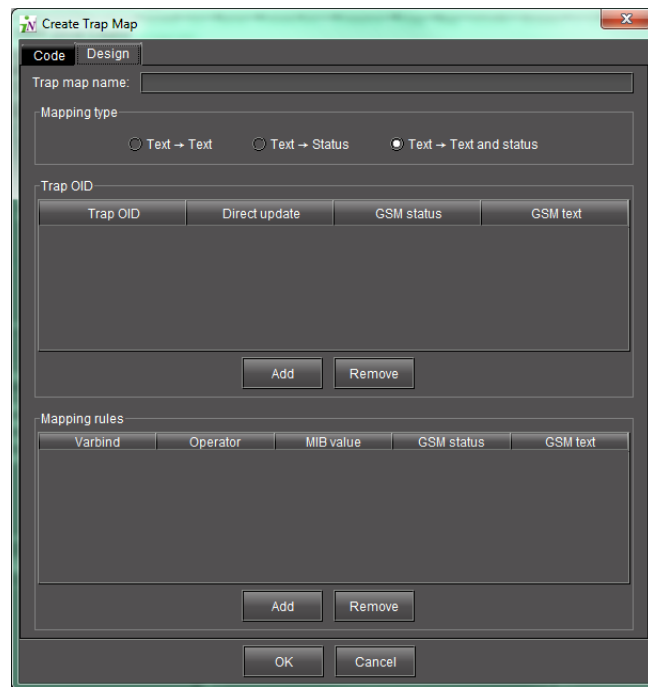 iN Create Trap Map
Code Design
Trap map name:
Mapping type
Text → Text Text → Status Text → Text and status
Trap OID
Trap OID Direct update GSM status GSM text
Add Remove
Mapping rules
Varbind Operator MIB value GSM status GSM text
Add Remove
OK Cancel